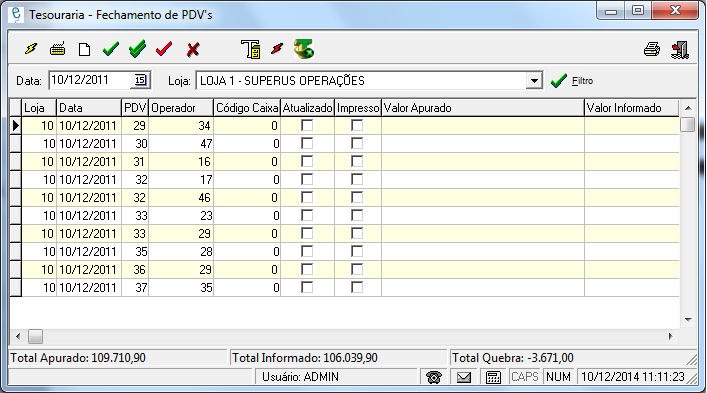 Tesouraria - Fechamento de PDV's
Data: 10/12/2011 15 Loja: LOJA 1 - SUPERUS OPERAÇÕES Filtro
Loja Data PDV Operador Código Caixa Atualizado Impresso Valor Apurado Valor Informado
10 10/12/2011 29 34 0
10 10/12/2011 30 47 0
10 10/12/2011 31 16 0
10 10/12/2011 32 17 0
10 10/12/2011 32 46 0
10 10/12/2011 33 23 0
10 10/12/2011 33 29 0
10 10/12/2011 35 28 0
10 10/12/2011 36 29 0
10 10/12/2011 37 35 0
Total Apurado: 109.710,90 Total Informado: 106.039,90 Total Quebra: -3.671,00
Usuário: ADMIN CAPS NUM 10/12/2014 11:11:23